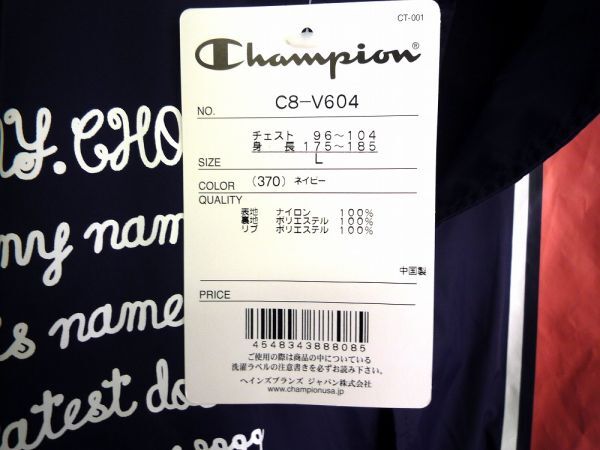 CT-001
Champion®
NO. C8-V604
チェスト 96~104
身 長 175~185
SIZE L
COLOR (370) ネイビー
QUALITY
表地 ナイロン 100%
裏地 ポリエステル 100%
リブ ポリエステル 100%
中国製
PRICE
4548343888085
ご使用の際は商品の中についている
洗濯ラベルの注意書きを必ずお読み下さい。
ヘインズブランズ ジャパン株式会社
www.championusa.jp
Y.CHO
my nam
is name
atest do